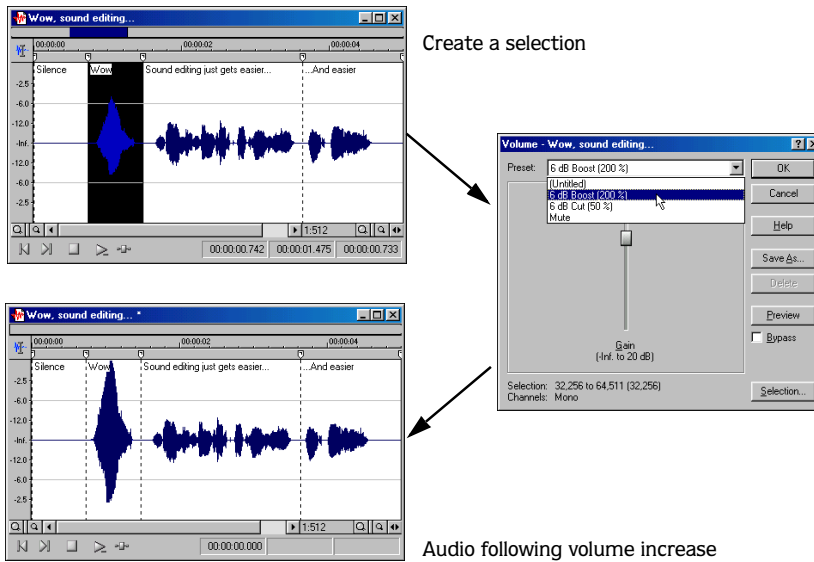 Wow, sound editing...
00:00:00 00:00:02 00:00:04
Silence Wow Sound editing just gets easier... ...And easier
-2.5
-6.0
-12.0
-Inf.
-12.0
-6.0
-2.5
1:512
00:00:00.742 00:00:01.475 00:00:00.733
Create a selection
Volume - Wow, sound editing...
Preset: 6 dB Boost (200 %)
(Untitled)
6 dB Boost (200 %)
6 dB Cut (50 %)
Mute
OK
Cancel
Help
Save As...
Delete
Preview
Bypass
Gain
(-Inf. to 20 dB)
Selection: 32,256 to 64,511 (32,256)
Channels: Mono
Selection...
Wow, sound editing... *
00:00:00 00:00:02 00:00:04
Silence Wow Sound editing just gets easier... ...And easier
-2.5
-6.0
-12.0
-Inf.
-12.0
-6.0
-2.5
1:512
00:00:00.000
Audio following volume increase